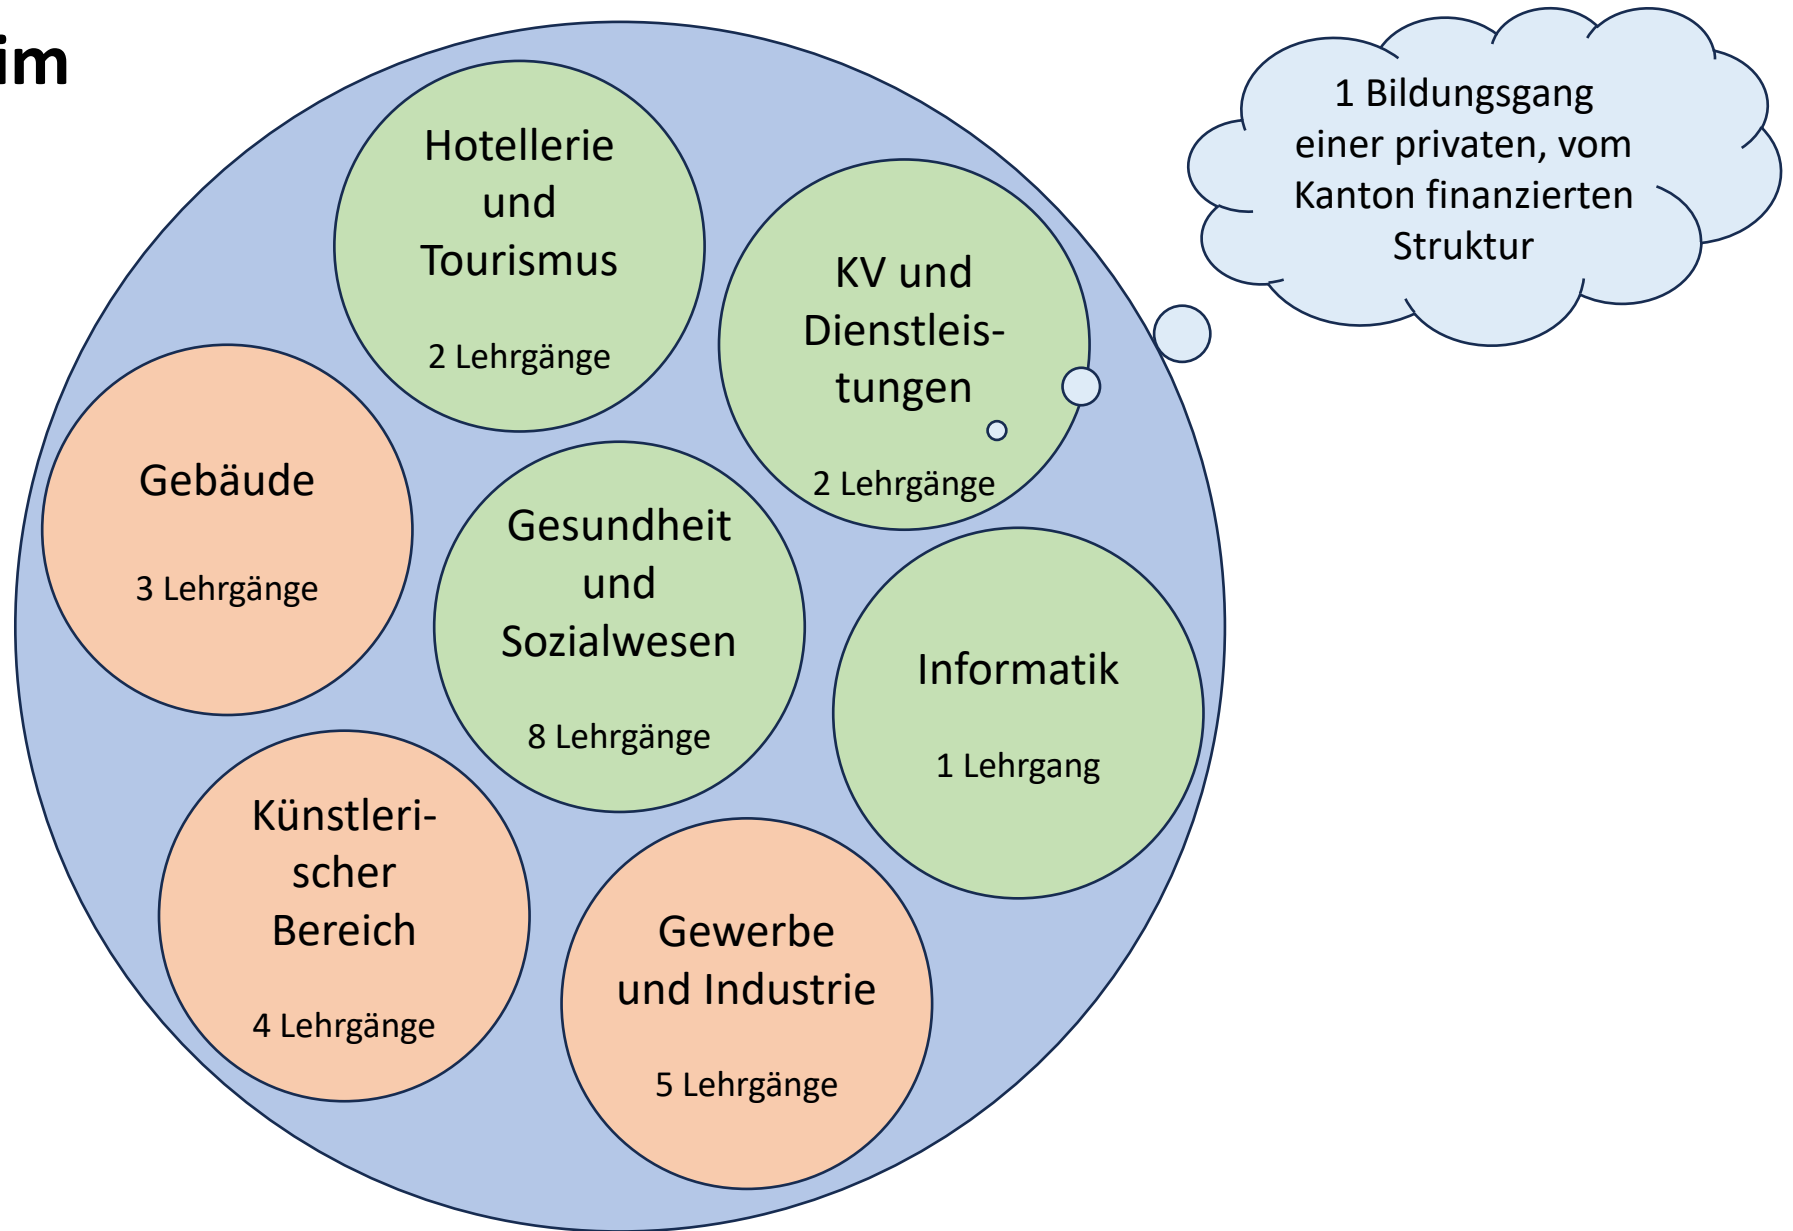 im
1 Bildungsgang
einer privaten, vom
Kanton finanzierten
Struktur
Hotellerie
und
Tourismus
2 Lehrgänge
KV und
Dienstleis-
tungen
2 Lehrgänge
Gebäude
3 Lehrgänge
Gesundheit
und
Sozialwesen
8 Lehrgänge
Informatik
1 Lehrgang
Künstleri-
scher
Bereich
4 Lehrgänge
Gewerbe
und Industrie
5 Lehrgänge